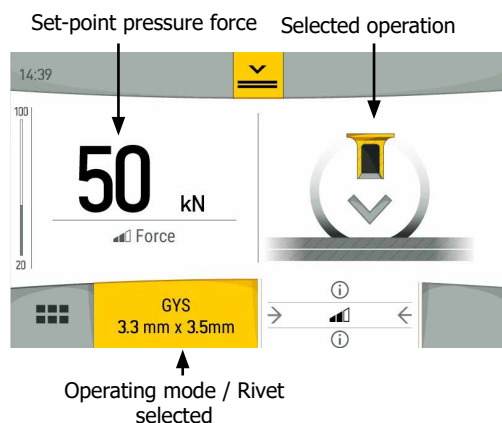 Set-point pressure force
Selected operation
14:39
100
50 kN
Force
20
GYS
3.3 mm x 3.5mm
Operating mode / Rivet
selected